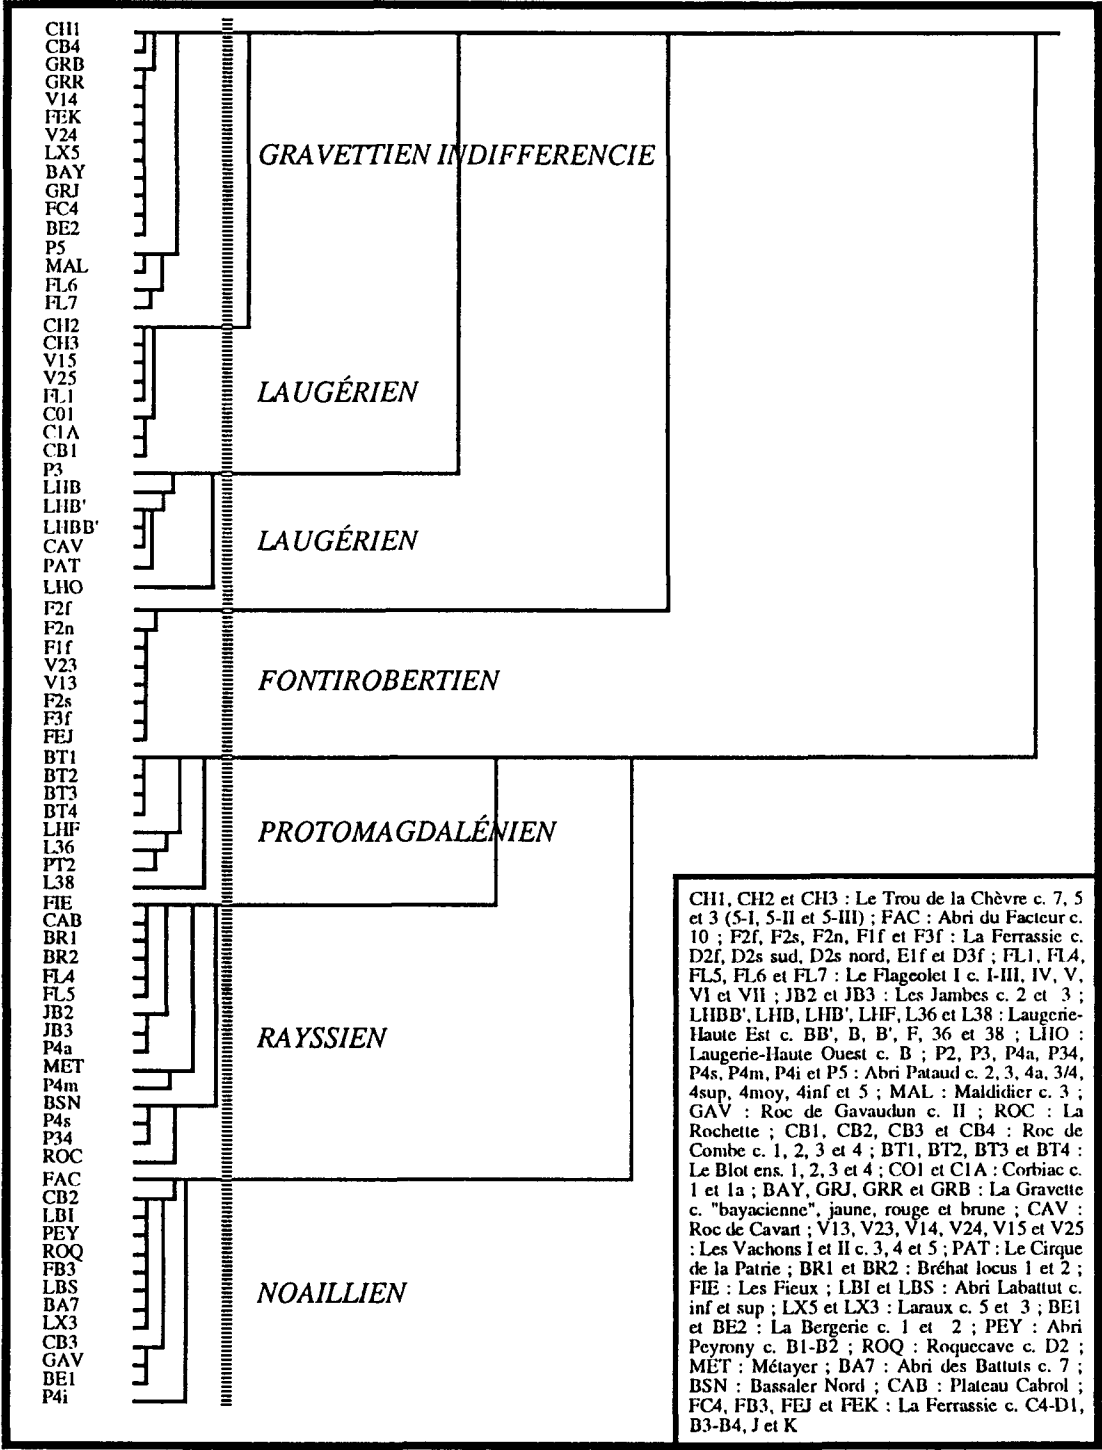 CH1
CB4
GRB
GRR
V14
FEK
V24
LX5
BAY
GRJ
FC4
BE2
P5
MAL
FL6
FL7
GRAVETTIEN INDIFFERENCIE
CH2
CH3
V15
V25
FL1
C01
C1A
CB1
LAUGÉRIEN
P3
LHB
LHB'
LHBB'
CAV
PAT
LHO
LAUGÉRIEN
F2f
F2n
F1f
V23
V13
F2s
F3f
FEJ
FONTIROBERTIEN
BT1
BT2
BT3
BT4
LHF
L36
PT2
L38
PROTOMAGDALÉNIEN
FIE
CAB
BR1
BR2
FL4
FL5
JB2
JB3
P4a
MET
P4m
BSN
P4s
P34
ROC
RAYSSIEN
FAC
CB2
LBI
PEY
ROQ
FB3
LBS
BA7
LX3
CB3
GAV
BE1
P4i
NOAILLIEN
CH1, CH2 et CH3 : Le Trou de la Chèvre c. 7, 5
et 3 (5-I, 5-II et 5-III) ; FAC : Abri du Facteur c.
10 ; F2f, F2s, F2n, F1f et F3f : La Ferrassie c.
D2f, D2s sud, D2s nord, E1f et D3f ; FL1, FL4,
FL5, FL6 et FL7 : Le Flageolet I c. I-III, IV, V,
VI et VII ; JB2 et JB3 : Les Jambes c. 2 et 3 ;
LHBB', LHB, LHB', LHF, L36 et L38 : Laugerie-
Haute Est c. BB', B, B', F, 36 et 38 ; LHO :
Laugerie-Haute Ouest c. B ; P2, P3, P4a, P34,
P4s, P4m, P4i et P5 : Abri Pataud c. 2, 3, 4a, 3/4,
4sup, 4moy, 4inf et 5 ; MAL : Maldidier c. 3 ;
GAV : Roc de Gavaudun c. II ; ROC : La
Rochette ; CB1, CB2, CB3 et CB4 : Roc de
Combe c. 1, 2, 3 et 4 ; BT1, BT2, BT3 et BT4 :
Le Blot ens. 1, 2, 3 et 4 ; CO1 et C1A : Corbiac c.
1 et 1a ; BAY, GRJ, GRR et GRB : La Gravette
c. "bayacienne", jaune, rouge et brune ; CAV :
Roc de Cavart ; V13, V23, V14, V24, V15 et V25
: Les Vachons I et II c. 3, 4 et 5 ; PAT : Le Cirque
de la Patrie ; BR1 et BR2 : Bréhat locus 1 et 2 ;
FIE : Les Fieux ; LBI et LBS : Abri Labattut c.
inf et sup ; LX5 et LX3 : Laraux c. 5 et 3 ; BE1
et BE2 : La Bergerie c. 1 et 2 ; PEY : Abri
Peyrony c. B1-B2 ; ROQ : Roquecave c. D2 ;
MET : Métayer ; BA7 : Abri des Battuts c. 7 ;
BSN : Bassaler Nord ; CAB : Plateau Cabrol ;
FC4, FB3, FEJ et FEK : La Ferrassie c. C4-D1,
B3-B4, J et K